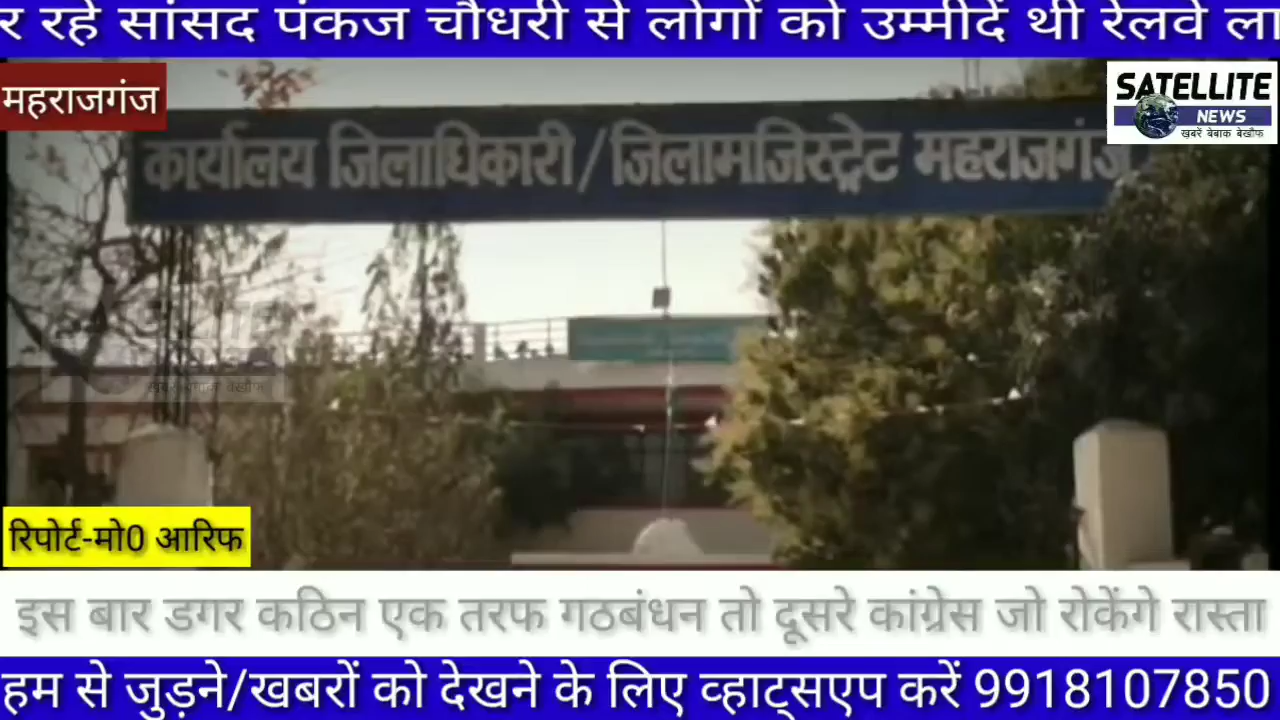 र रहे सांसद पंकज चौधरी से लोगों को उम्मीदें थी रेलवे ला
महराजगंज
SATELLITE
NEWS
खबरें बेबाक बेखौफ
कार्यालय जिलाधिकारी/जिलामजिस्ट्रेट महराजगंज
रिपोर्ट-मो0 आरिफ
इस बार डगर कठिन एक तरफ गठबंधन तो दूसरे कांग्रेस जो रोकेंगे रास्ता
हम से जुड़ने/खबरों को देखने के लिए व्हाट्सएप करें 9918107850